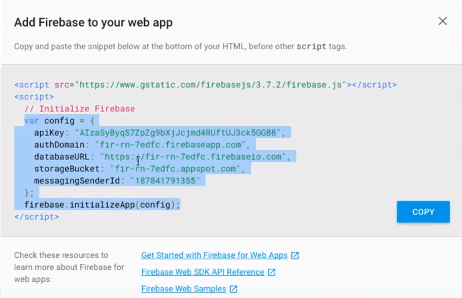 Add Firebase to your web app
Copy and paste the snippet below at the bottom of your HTML, before other script tags.
<script src="https://www.gstatic.com/firebasejs/3.7.2/firebase.js"></script>
<script>
// Initialize Firebase
var config = {
apiKey: "AIzaSyByqS7ZpZg9bXjJcjmd4RUftUJ3ck5GGB8",
authDomain: "fir-rn-7edfc.firebaseapp.com",
databaseURL: "https://fir-rn-7edfc.firebaseio.com",
storageBucket: "fir-rn-7edfc.appspot.com",
messagingSenderId: "187841791355"
};
firebase.initializeApp(config);
</script>
COPY
Check these resources to
learn more about Firebase for
web apps:
Get Started with Firebase for Web Apps
Firebase Web SDK API Reference
Firebase Web Samples